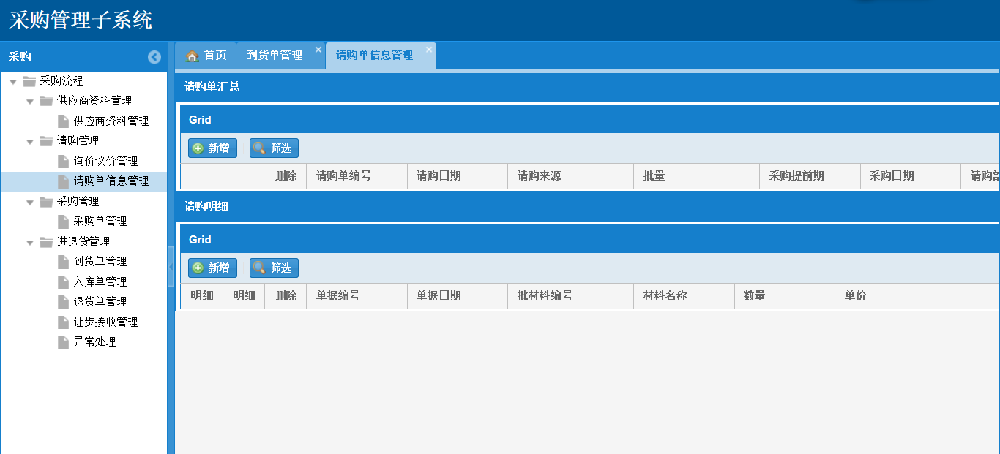 采购管理子系统
采购
首页 到货单管理 请购单信息管理
采购流程
供应商资料管理
供应商资料管理
请购管理
询价议价管理
请购单信息管理
采购管理
采购单管理
进退货管理
到货单管理
入库单管理
退货单管理
让步接收管理
异常处理
请购单汇总
Grid
新增 筛选
删除 请购单编号 请购日期 请购来源 批量 采购提前期 采购日期 请购部
请购明细
Grid
新增 筛选
明细 明细 删除 单据编号 单据日期 批材料编号 材料名称 数量 单价